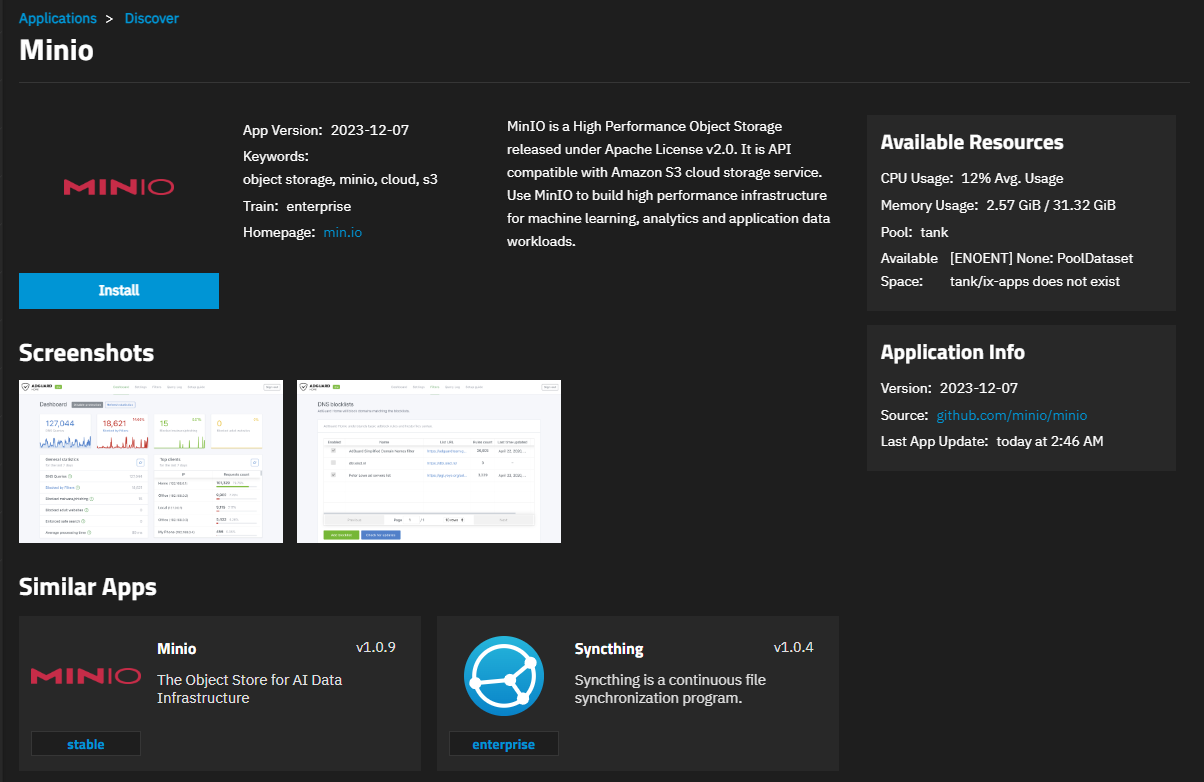 Applications > Discover
Minio
MINIO
App Version: 2023-12-07
Keywords:
object storage, minio, cloud, s3
Train: enterprise
Homepage: min.io
Install
MinIO is a High Performance Object Storage
released under Apache License v2.0. It is API
compatible with Amazon S3 cloud storage service.
Use MinIO to build high performance infrastructure
for machine learning, analytics and application data
workloads.
Available Resources
CPU Usage: 12% Avg. Usage
Memory Usage: 2.57 GiB / 31.32 GiB
Pool: tank
Available Space: [ENOENT] None: PoolDataset
tank/ix-apps does not exist
Application Info
Version: 2023-12-07
Source: github.com/minio/minio
Last App Update: today at 2:46 AM
Screenshots
ADGUARD
Dashboard
127,044
18,621
15
0
General statistics
Top clients
ADGUARD
DNS blocklists
Similar Apps
MINIO
Minio
v1.0.9
The Object Store for AI Data
Infrastructure
stable
Syncthing
v1.0.4
Syncthing is a continuous file
synchronization program.
enterprise